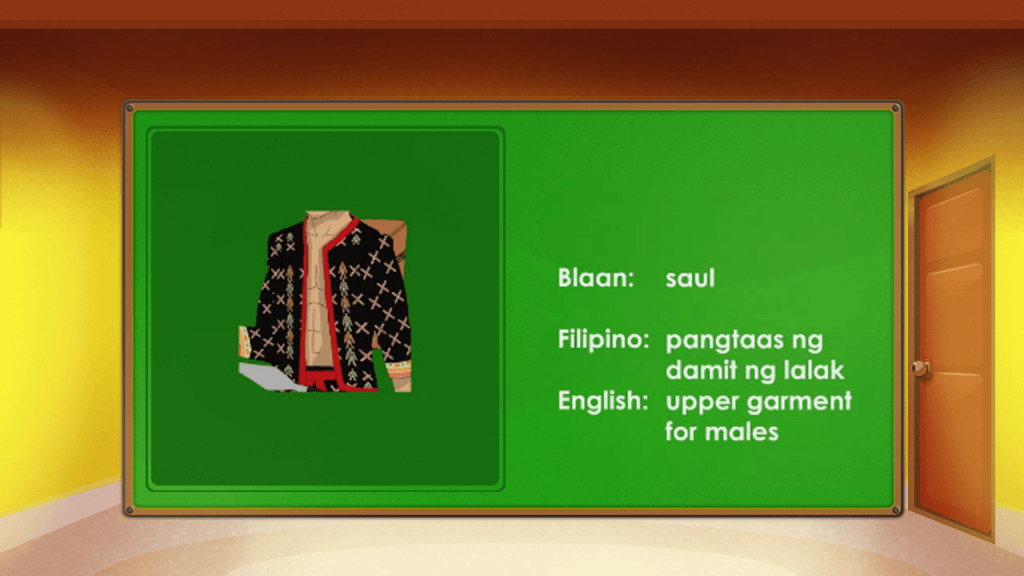 Blaan: saul
Filipino: pangtaas ng
damit ng lalak
English: upper garment
for males